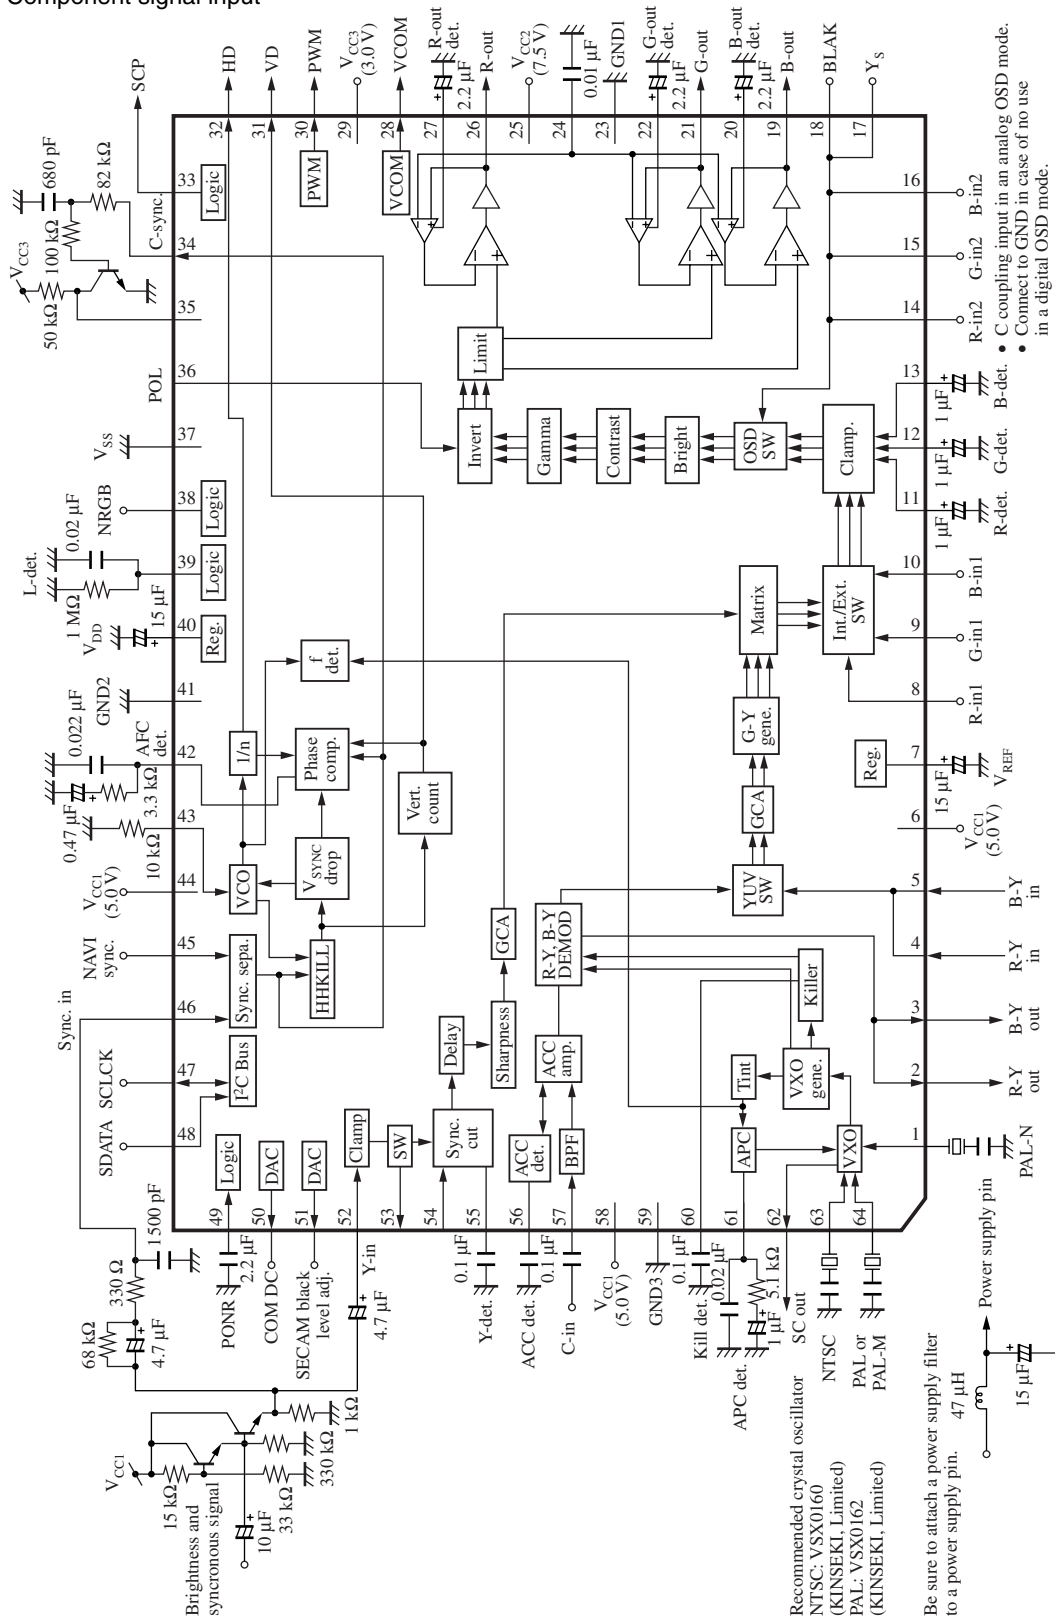 Component signal input
SCP
HD
VD
PWM
VCC3
(3.0 V)
VCOM
R-out
det.
2.2 µF
R-out
VCC2
(7.5 V)
0.01 µF
GND1
G-out
det.
2.2 µF
G-out
B-out
det.
2.2 µF
B-out
BLAK
YS
32
31
30
29
28
27
26
25
24
23
22
21
20
19
18
17
680 pF
82 kΩ
100 kΩ
VCC3
50 kΩ
C-sync.
33
Logic
34
35
POL
36
VSS
37
NRGB
38
Logic
L-det.
0.02 µF
1 MΩ
39
Logic
VDD
15 µF
40
Reg.
GND2
41
0.022 µF
AFC
det.
42
0.47 µF
3.3 kΩ
10 kΩ
43
VCC1
(5.0 V)
44
NAVI
sync.
45
Sync. in
46
SCLCK
47
SDATA
48
PWM
VCOM
Limit
Invert
Gamma
Contrast
Bright
OSD
SW
Clamp.
Matrix
Int./Ext.
SW
f
det.
1/n
Phase
comp.
Vert.
count
G-Y
gene.
GCA
Reg.
VCO
VSYNC
drop
YUV
SW
GCA
R-Y, B-Y
DEMOD
Sync. sepa.
HHKILL
Killer
I²C Bus
Delay
Sharpness
ACC
amp.
Tint
VXO
gene.
Logic
DAC
DAC
Clamp
SW
Sync.
cut
ACC
det.
BPF
APC
VXO
16
B-in2
15
G-in2
14
R-in2
• C coupling input in an analog OSD mode.
• Connect to GND in case of no use
in a digital OSD mode.
13
1 µF
B-det.
12
1 µF
G-det.
11
1 µF
R-det.
10
B-in1
9
G-in1
8
R-in1
7
15 µF
VREF
6
VCC1
(5.0 V)
5
B-Y
in
4
R-Y
in
3
B-Y
out
2
R-Y
out
1
PAL-N
49
50
51
52
53
54
55
56
57
58
59
60
61
62
63
64
1500 pF
330 Ω
68 kΩ
4.7 µF
2.2 µF
PONR
COM DC
SECAM black
level adj.
Y-in
4.7 µF
0.1 µF
Y-det.
ACC det.
0.1 µF
C-in
VCC1
(5.0 V)
GND3
0.1 µF
Kill det.
0.02 µF
5.1 kΩ
1 µF
APC det.
SC out
NTSC
PAL or
PAL-M
VCC1
15 kΩ
1 kΩ
330 kΩ
33 kΩ
10 µF
Brightness and
syncronous signal
Recommended crystal oscillator
NTSC: VSX0160
(KINSEKI, Limited)
PAL: VSX0162
(KINSEKI, Limited)
Be sure to attach a power supply filter
to a power supply pin.
47 µH
Power supply pin
15 µF